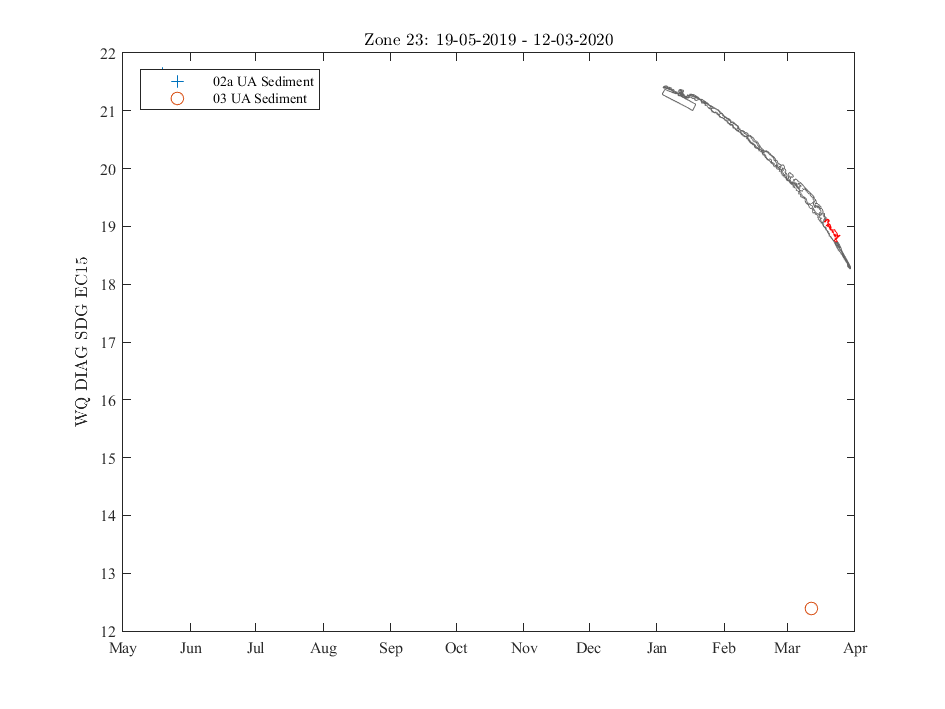 Zone 23: 19-05-2019 - 12-03-2020
22
21
20
19
18
17
16
15
14
13
12
WQ DIAG SDG EC15
02a UA Sediment
03 UA Sediment
May Jun Jul Aug Sep Oct Nov Dec Jan Feb Mar Apr